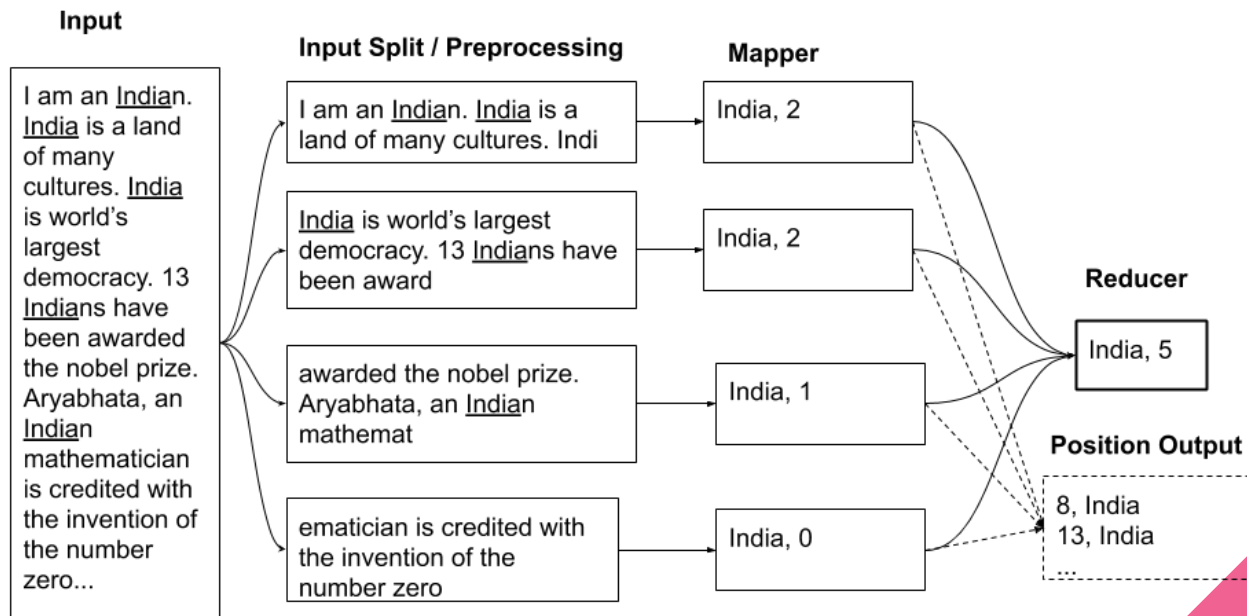 Input
I am an Indian.
India is a land
of many
cultures. India
is world's
largest
democracy. 13
Indians have
been awarded
the nobel prize.
Aryabhata, an
Indian
mathematician
is credited with
the invention of
the number
zero...
Input Split / Preprocessing
I am an Indian. India is a
land of many cultures. Indi
India is world's largest
democracy. 13 Indians have
been award
awarded the nobel prize.
Aryabhata, an Indian
mathemat
ematician is credited with
the invention of the
number zero
Mapper
India, 2
India, 2
India, 1
India, 0
Reducer
India, 5
Position Output
8, India
13, India
...